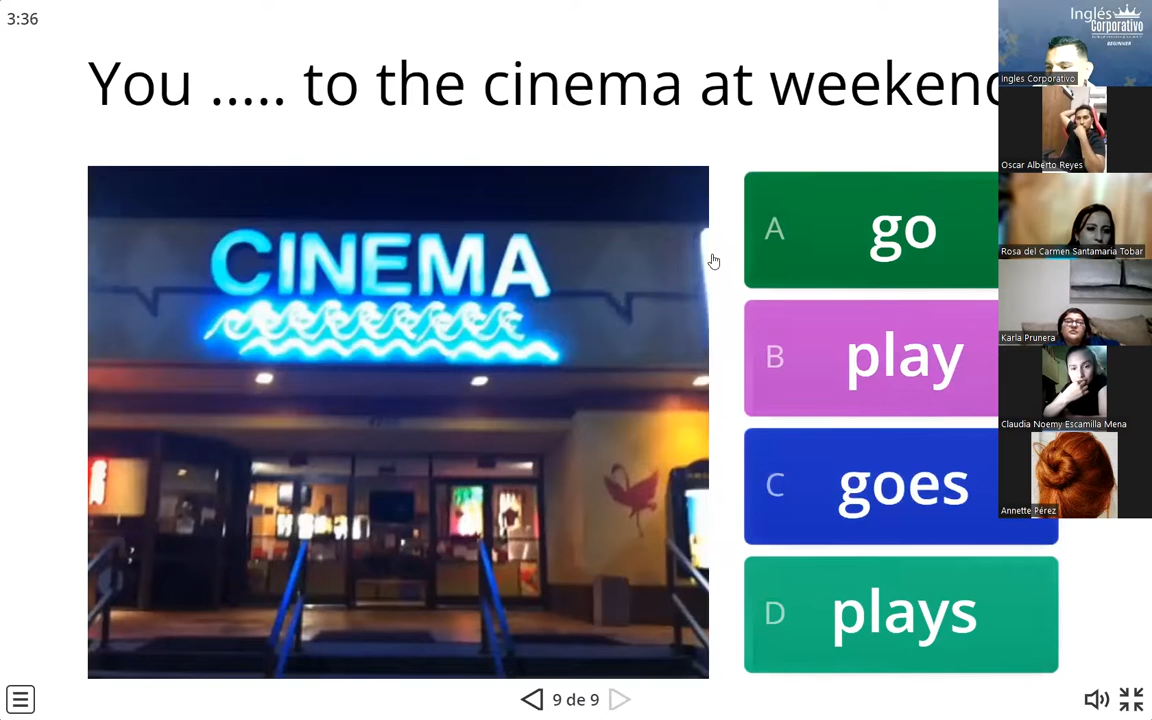 3:36
You ..... to the cinema at weekend
CINEMA
A go
B play
C goes
D plays
9 de 9
Inglés
Corporativo
BEGINNER
Ingles Corporativo
Oscar Alberto Reyes
Rosa del Carmen Santamaria Tobar
Karla Prunera
Claudia Noemy Escamilla Mena
Annette Pérez